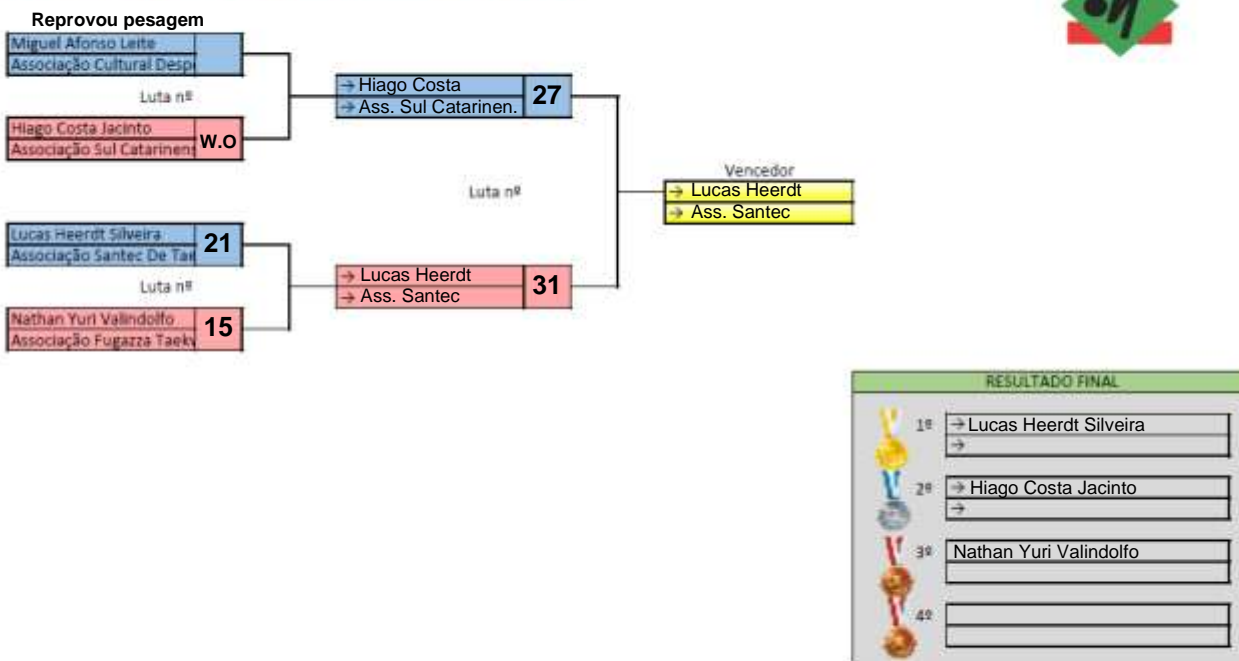 Reprovou pesagem
Miguel Afonso Leite
Associação Cultural Desp
Luta nº
Hiago Costa Jacinto
Associação Sul Catarinens
W.O
→ Hiago Costa
→ Ass. Sul Catarinen.
27
Luta nº
Vencedor
→ Lucas Heerdt
→ Ass. Santec
Lucas Heerdt Silveira
Associação Santec De Tae
21
Luta nº
Nathan Yuri Valindolfo
Associação Fugazza Taekv
15
→ Lucas Heerdt
→ Ass. Santec
31
RESULTADO FINAL
1º → Lucas Heerdt Silveira
→
2º → Hiago Costa Jacinto
→
3º Nathan Yuri Valindolfo
4º